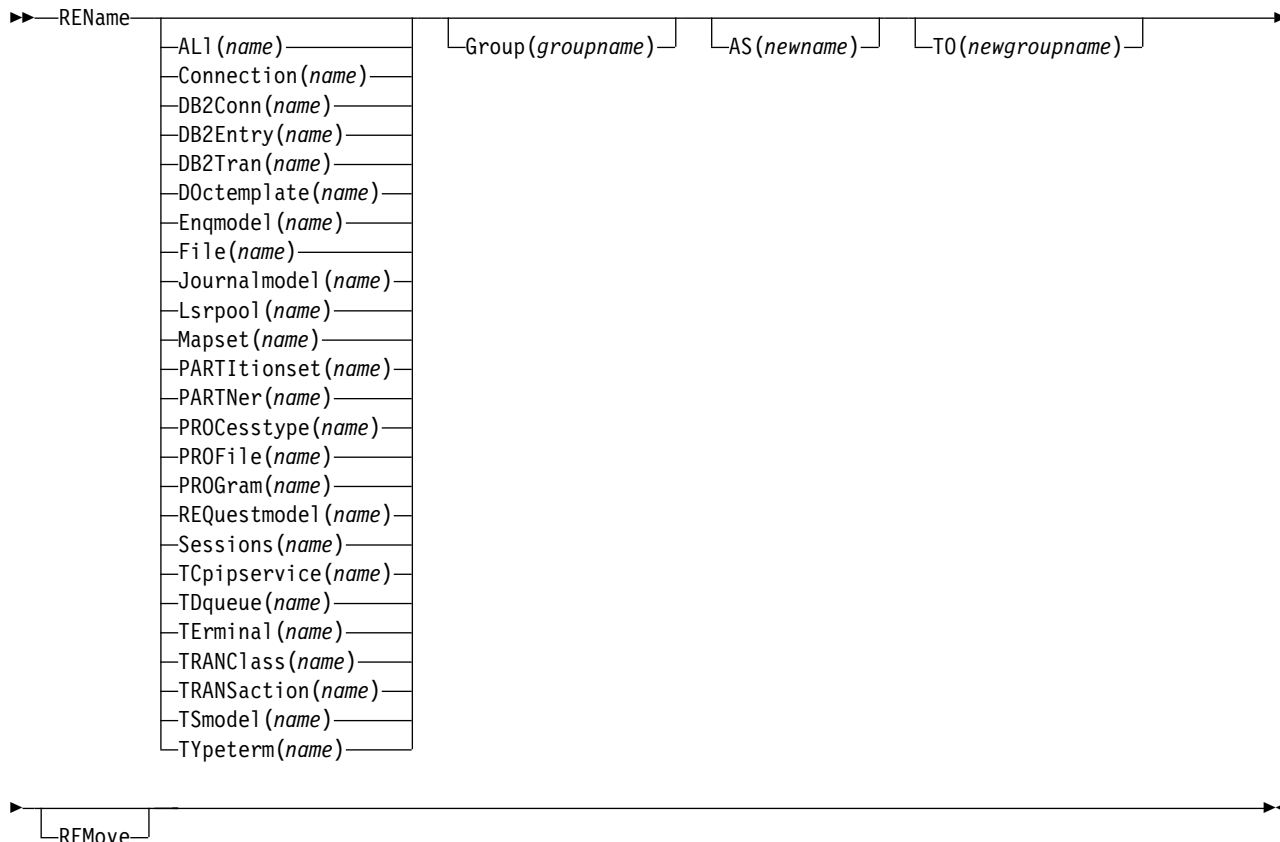 REName
ALl(name) Group(groupname) AS(newname) TO(newgroupname)
Connection(name)
DB2Conn(name)
DB2Entry(name)
DB2Tran(name)
DOctemplate(name)
Enqmodel(name)
File(name)
Journalmodel(name)
Lsrpool(name)
Mapset(name)
PARTItionset(name)
PARTNer(name)
PROCesstype(name)
PROFile(name)
PROGram(name)
REQuestmodel(name)
Sessions(name)
TCpipservice(name)
TDqueue(name)
TErminal(name)
TRANClass(name)
TRANSaction(name)
TSmodel(name)
TYpeterm(name)
REMove